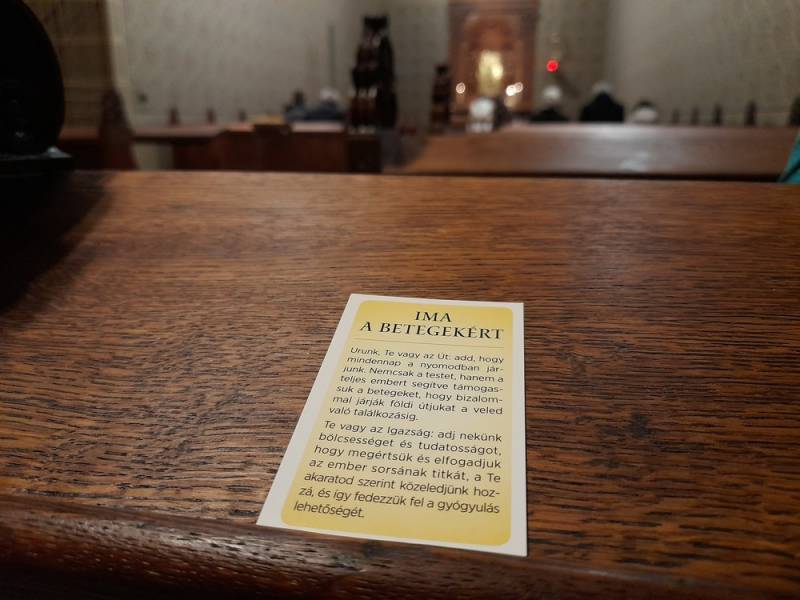 IMA
A BETEGEKÉRT
Urunk, Te vagy az Út: add, hogy
mindennap a nyomodban jár-
junk. Nemcsak a testet, hanem a
teljes embert segítve támogas-
suk a betegeket, hogy bizalom-
mal járják földi útjukat a veled
való találkozásig.
Te vagy az Igazság: adj nekünk
bölcsességet és tudatosságot,
hogy megértsük és elfogadjuk
az ember sorsának titkát, a Te
akaratod szerint közeledjünk hoz-
zá, és így fedezzük fel a gyógyulás
lehetőségét.